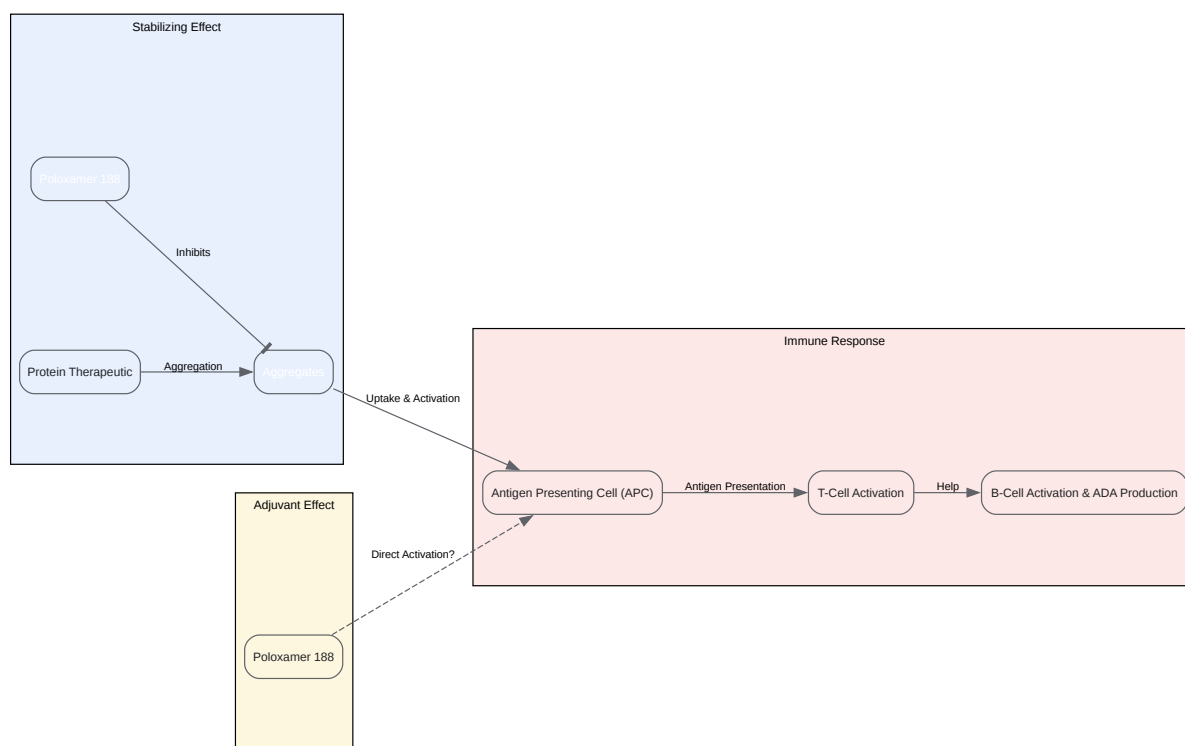 Stabilizing Effect
Poloxamer 188
Inhibits
Protein Therapeutic
Aggregation
Aggregates
Uptake & Activation
Immune Response
Antigen Presenting Cell (APC)
Antigen Presentation
T-Cell Activation
Help
B-Cell Activation & ADA Production
Adjuvant Effect
Direct Activation?
Poloxamer 188